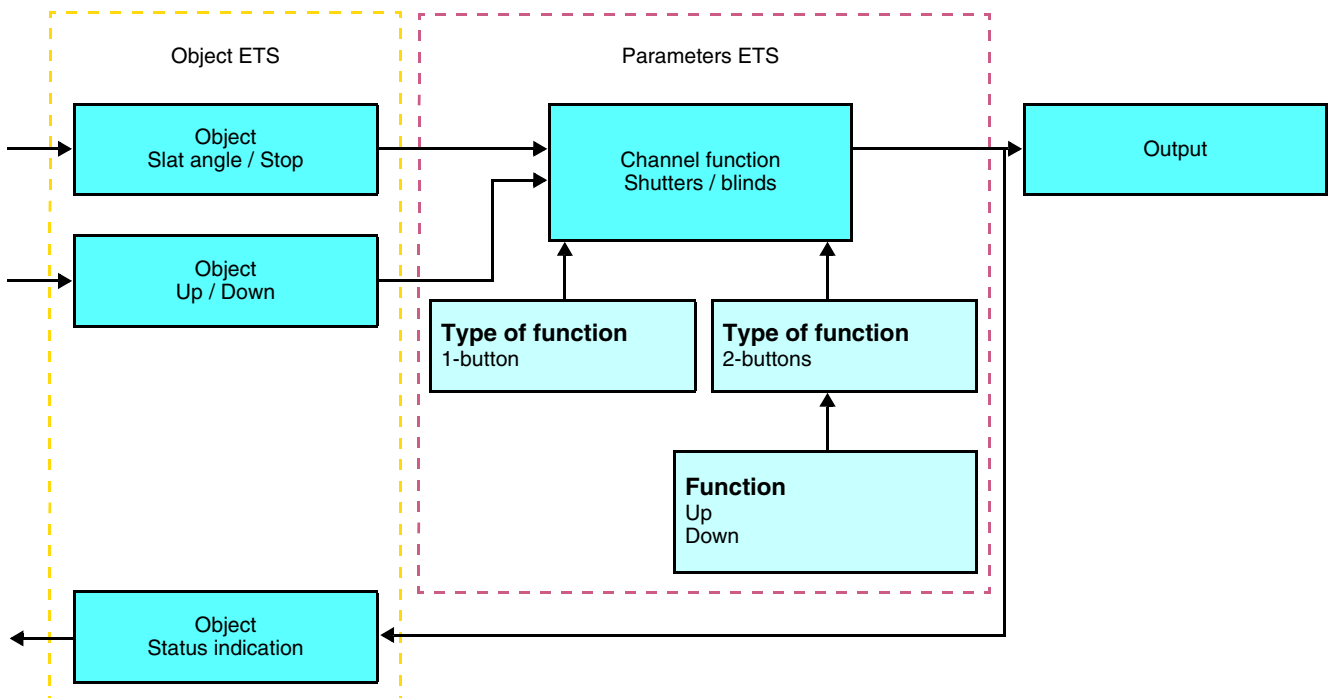 Object ETS
Parameters ETS
Object
Slat angle / Stop
Channel function
Shutters / blinds
Output
Object
Up / Down
Type of function
1-button
Type of function
2-buttons
Function
Up
Down
Object
Status indication